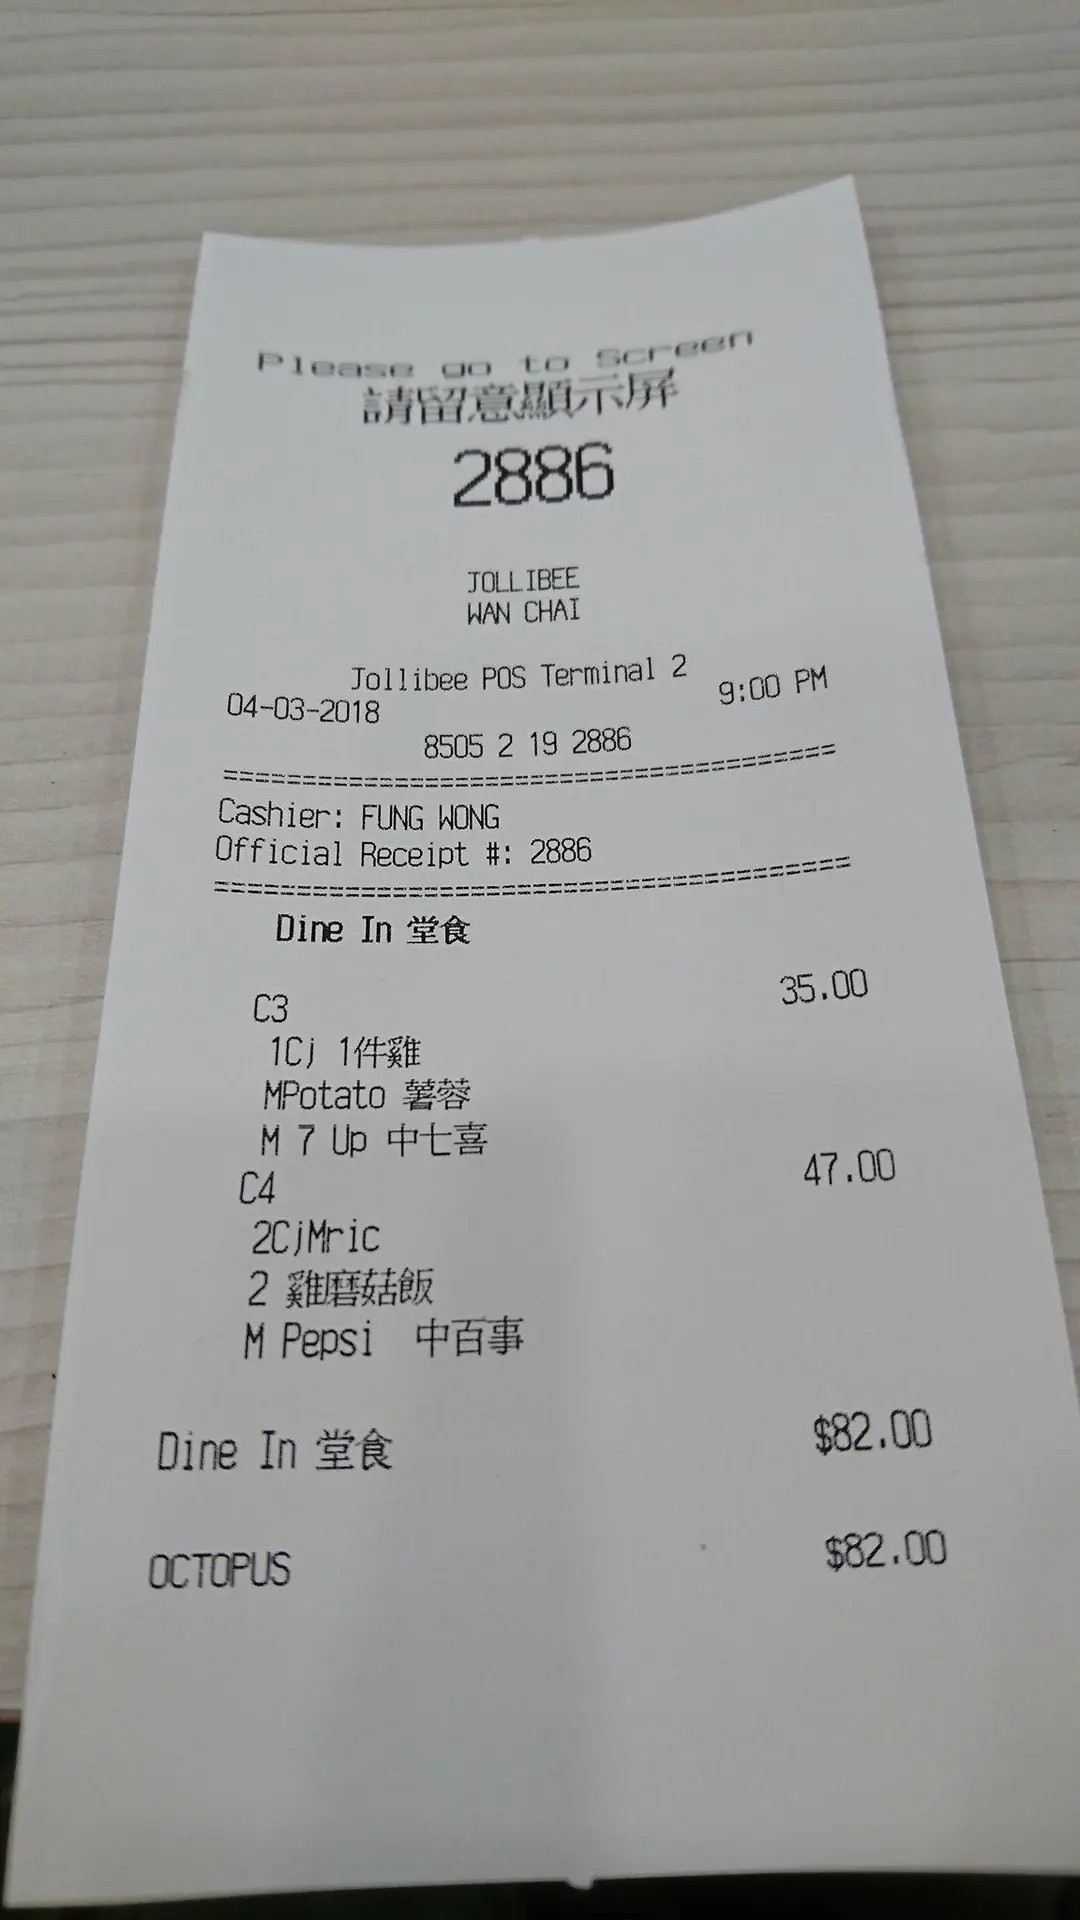 Please go to Screen
請留意顯示屏
2886
JOLLIBEE
WAN CHAI
Jollibee POS Terminal 2
04-03-2018 9:00 PM
8505 2 19 2886
=======================================
Cashier: FUNG WONG
Official Receipt #: 2886
=======================================
Dine In 堂食
C3 35.00
1Cj 1件雞
MPotato 薯蓉
M 7 Up 中七喜
C4 47.00
2CjMric
2 雞磨菇飯
M Pepsi 中百事
Dine In 堂食 $82.00
OCTOPUS $82.00